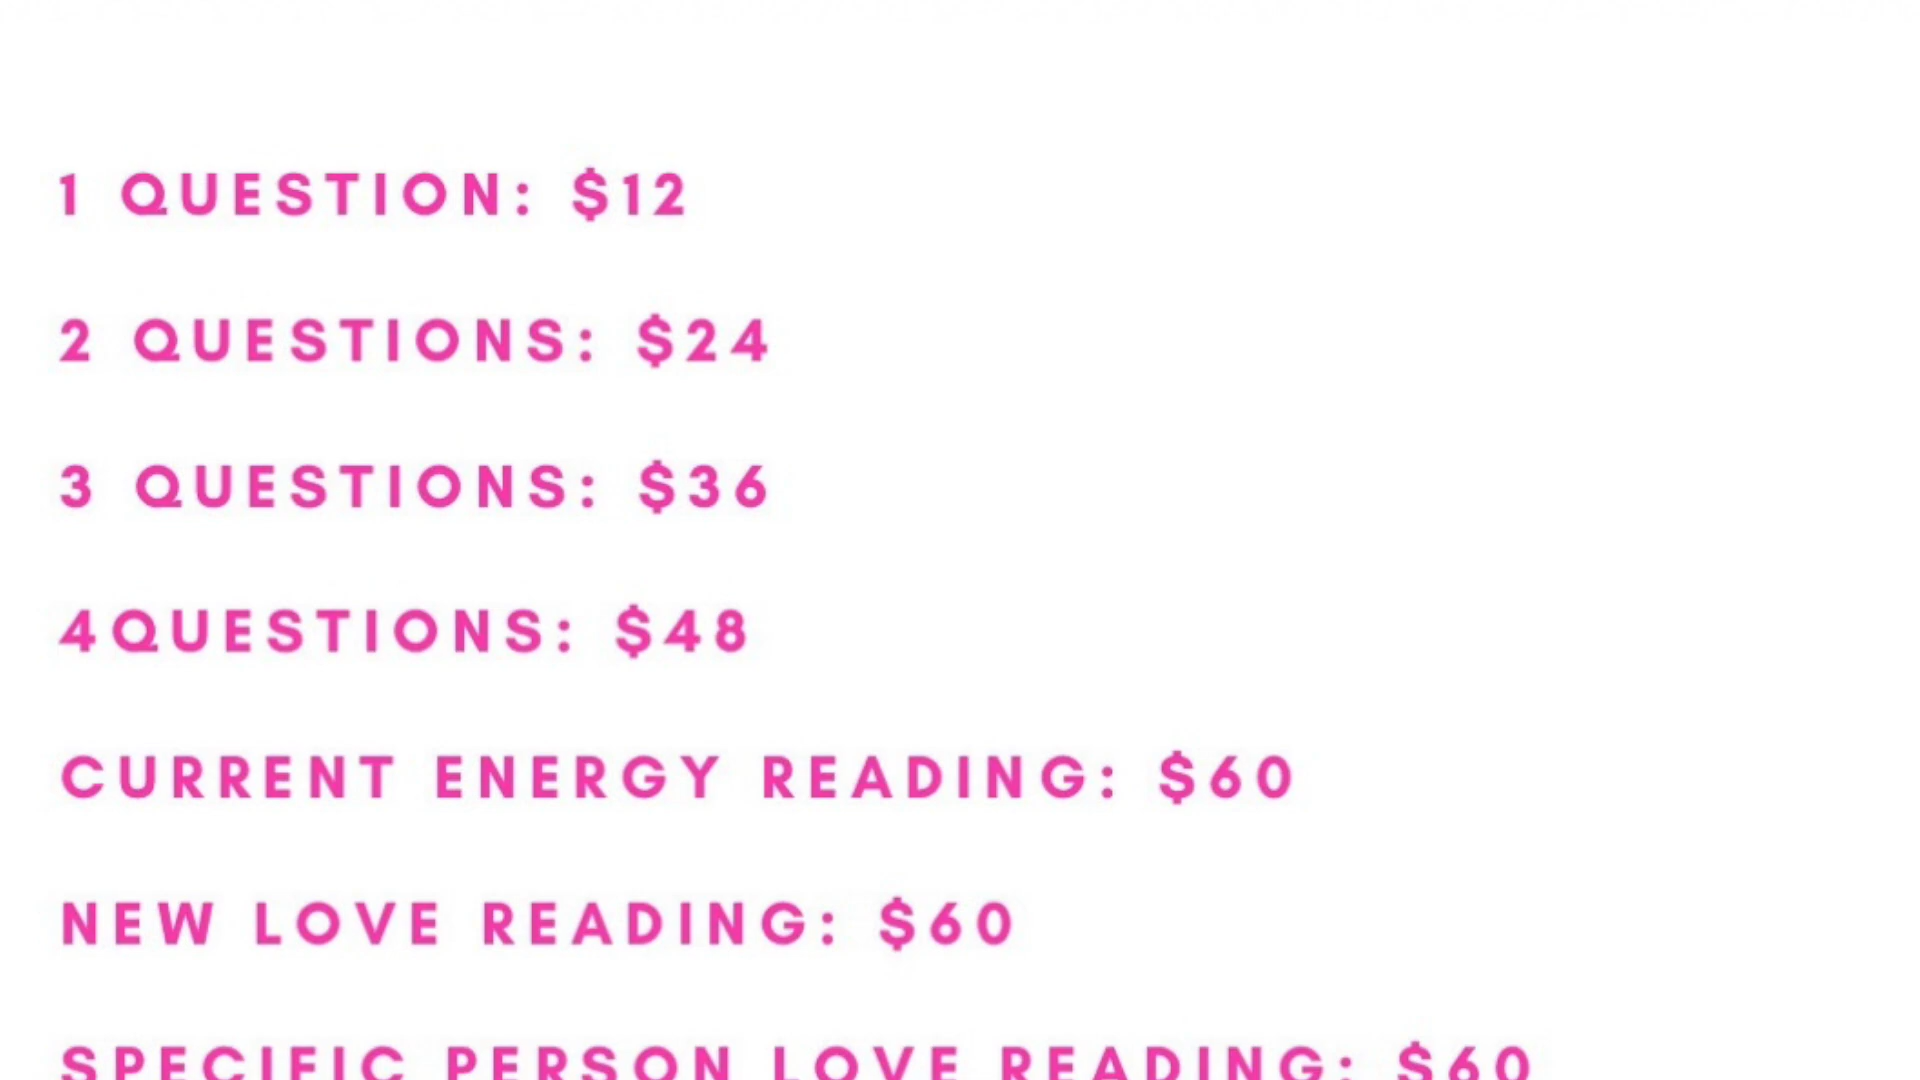 1 QUESTION: $12
2 QUESTIONS: $24
3 QUESTIONS: $36
4QUESTIONS: $48
CURRENT ENERGY READING: $60
NEW LOVE READING: $60
SPECIFIC PERSON LOVE READING: $60